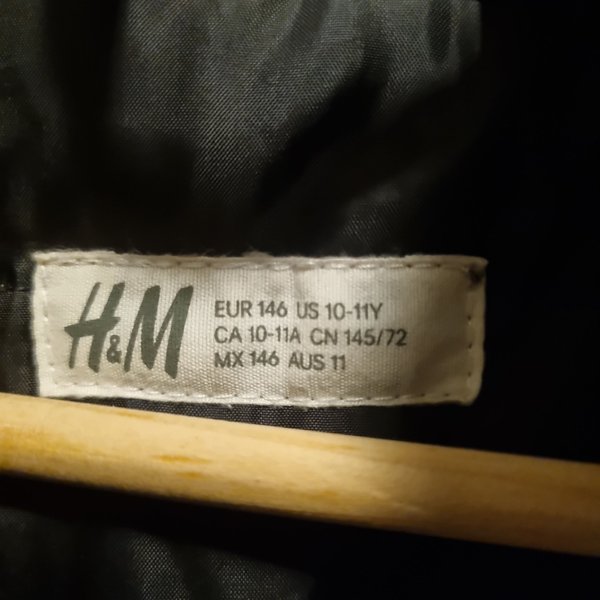 H&M
EUR 146 US 10-11Y
CA 10-11A CN 145/72
MX 146 AUS 11